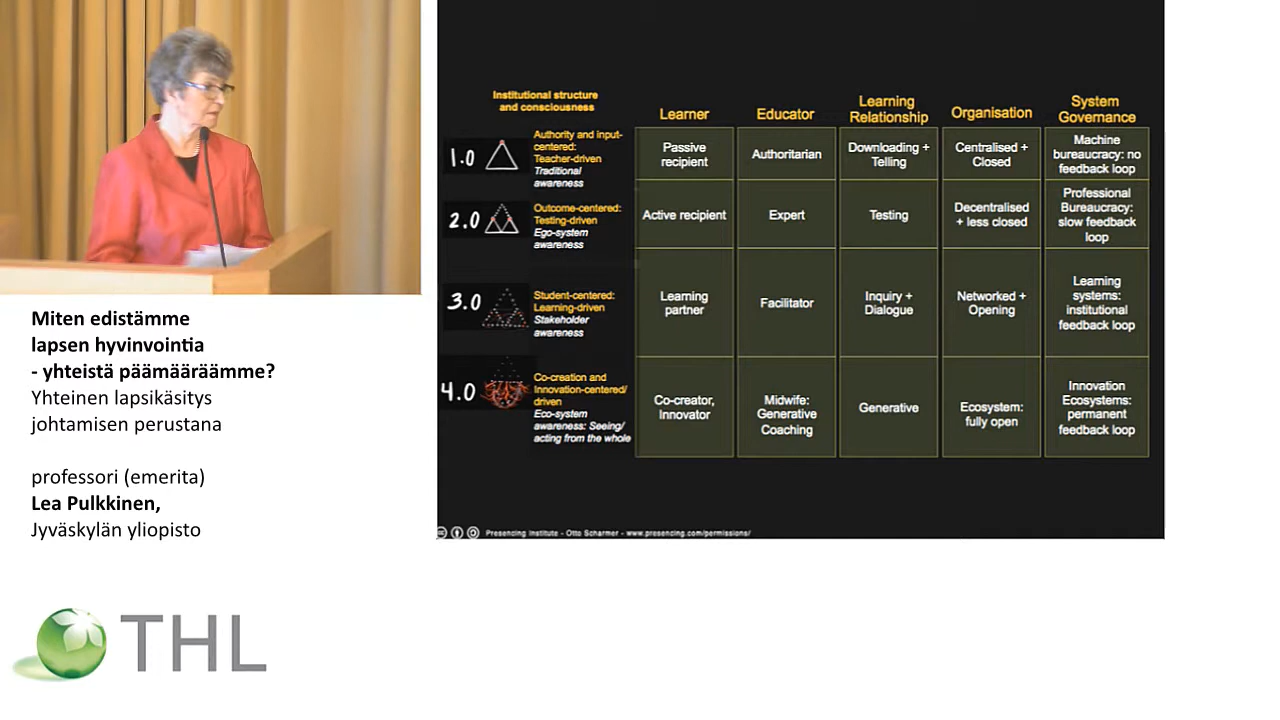 Miten edistämme
lapsen hyvinvointia
- yhteistä päämääräämme?
Yhteinen lapsikäsitys
johtamisen perustana
professori (emerita)
Lea Pulkkinen,
Jyväskylän yliopisto
THL
Institutional structure
and consciousness
Learner
Educator
Learning
Relationship
Organisation
System
Governance
1.0
Authority and input-
centered:
Teacher-driven
Traditional
awareness
Passive
recipient
Authoritarian
Downloading +
Telling
Centralised +
Closed
Machine
bureaucracy: no
feedback loop
2.0
Outcome-centered:
Testing-driven
Ego-system
awareness
Active recipient
Expert
Testing
Decentralised
+ less closed
Professional
Bureaucracy:
slow feedback
loop
3.0
Student-centered:
Learning-driven
Stakeholder
awareness
Learning
partner
Facilitator
Inquiry +
Dialogue
Networked +
Opening
Learning
systems:
institutional
feedback loop
4.0
Co-creation and
Innovation-centered/
driven
Eco-system
awareness: Seeing/
acting from the whole
Co-creator,
Innovator
Midwife:
Generative
Coaching
Generative
Ecosystem:
fully open
Innovation
Ecosystems:
permanent
feedback loop
Presencing Institute - Otto Scharmer - www.presencing.com/permissions/